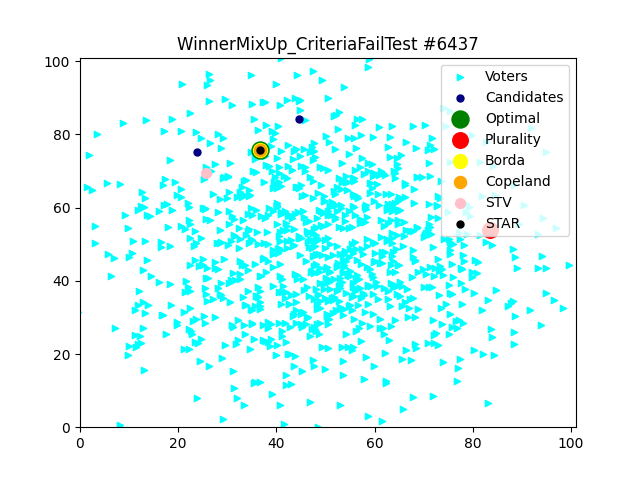 WinnerMixUp_CriteriaFailTest #6437
100
80
60
40
20
0
0
20
40
60
80
100
Voters
Candidates
Optimal
Plurality
Borda
Copeland
STV
STAR